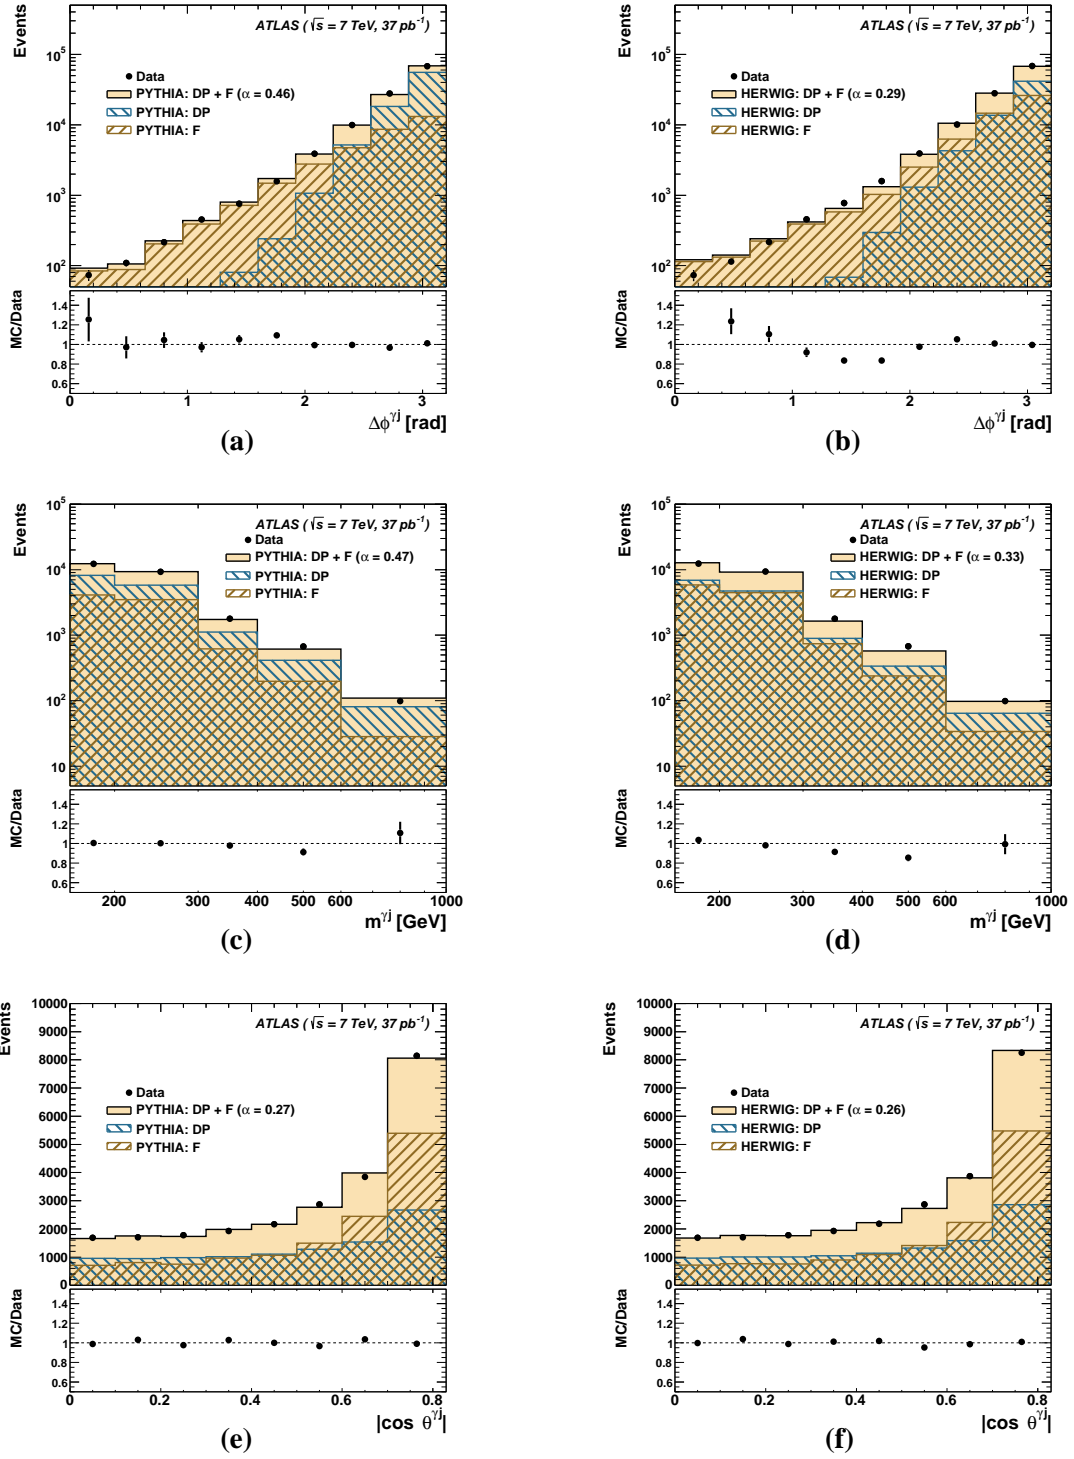 Events
ATLAS ( √s = 7 TeV, 37 pb⁻¹)
10⁵
10⁴
10³
10²
Data
PYTHIA: DP + F (α = 0.46)
PYTHIA: DP
PYTHIA: F
MC/Data
1.4
1.2
1
0.8
0.6
0 1 2 3
Δϕ^γj [rad]
(a)
Events
ATLAS ( √s = 7 TeV, 37 pb⁻¹)
10⁵
10⁴
10³
10²
Data
HERWIG: DP + F (α = 0.29)
HERWIG: DP
HERWIG: F
MC/Data
1.4
1.2
1
0.8
0.6
0 1 2 3
Δϕ^γj [rad]
(b)
Events
ATLAS ( √s = 7 TeV, 37 pb⁻¹)
10⁵
10⁴
10³
10²
10
Data
PYTHIA: DP + F (α = 0.47)
PYTHIA: DP
PYTHIA: F
MC/Data
1.4
1.2
1
0.8
0.6
200 300 400 500 600 1000
m^γj [GeV]
(c)
Events
ATLAS ( √s = 7 TeV, 37 pb⁻¹)
10⁵
10⁴
10³
10²
10
Data
HERWIG: DP + F (α = 0.33)
HERWIG: DP
HERWIG: F
MC/Data
1.4
1.2
1
0.8
0.6
200 300 400 500 600 1000
m^γj [GeV]
(d)
Events
ATLAS ( √s = 7 TeV, 37 pb⁻¹)
10000
9000
8000
7000
6000
5000
4000
3000
2000
1000
0
Data
PYTHIA: DP + F (α = 0.27)
PYTHIA: DP
PYTHIA: F
MC/Data
1.4
1.2
1
0.8
0.6
0 0.2 0.4 0.6 0.8
|cos θ^γj|
(e)
Events
ATLAS ( √s = 7 TeV, 37 pb⁻¹)
10000
9000
8000
7000
6000
5000
4000
3000
2000
1000
0
Data
HERWIG: DP + F (α = 0.26)
HERWIG: DP
HERWIG: F
MC/Data
1.4
1.2
1
0.8
0.6
0 0.2 0.4 0.6 0.8
|cos θ^γj|
(f)